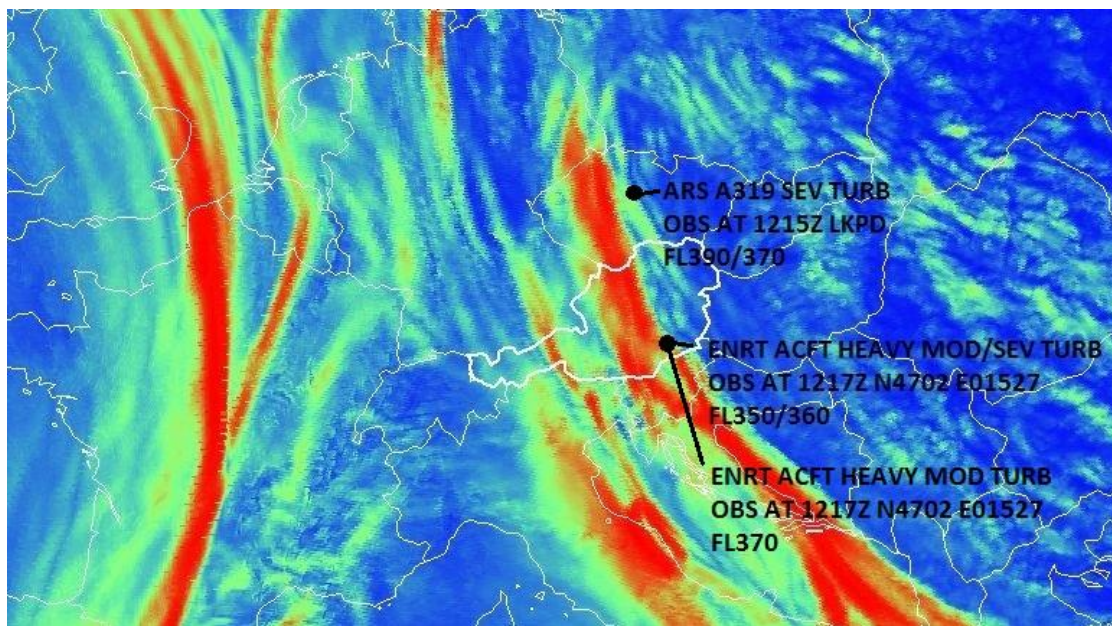 ARS A319 SEV TURB
OBS AT 1215Z LKPD
FL390/370
ENRT ACFT HEAVY MOD/SEV TURB
OBS AT 1217Z N4702 E01527
FL350/360
ENRT ACFT HEAVY MOD TURB
OBS AT 1217Z N4702 E01527
FL370